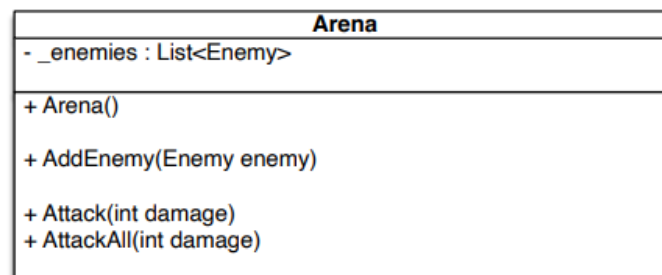 Arena
- _enemies : List<Enemy>
+ Arena()
+ AddEnemy(Enemy enemy)
+ Attack(int damage)
+ AttackAll(int damage)